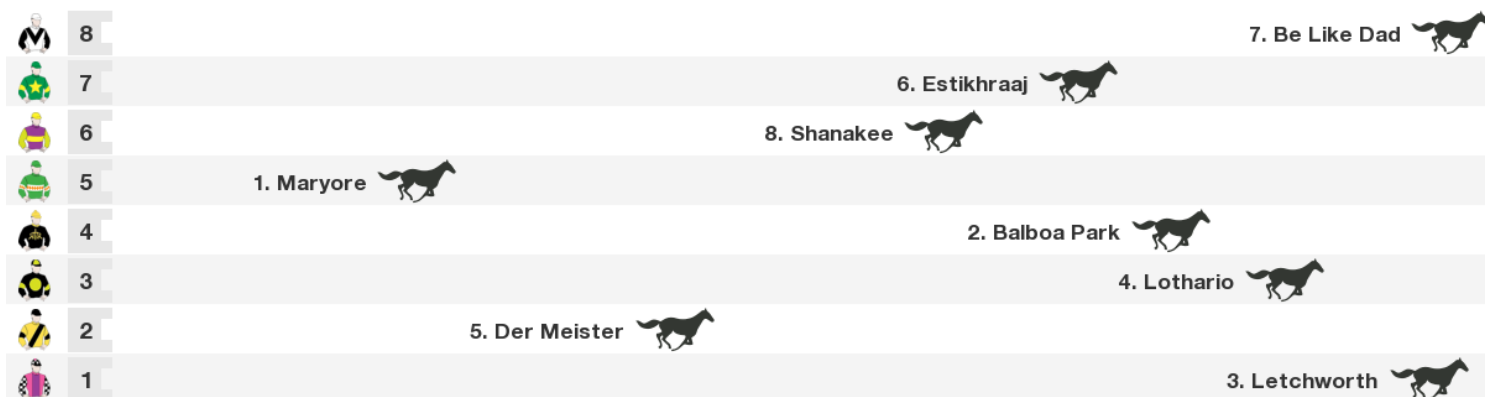 8 7. Be Like Dad
7 6. Estikhraaj
6 8. Shanakee
5 1. Maryore
4 2. Balboa Park
3 4. Lothario
2 5. Der Meister
1 3. Letchworth